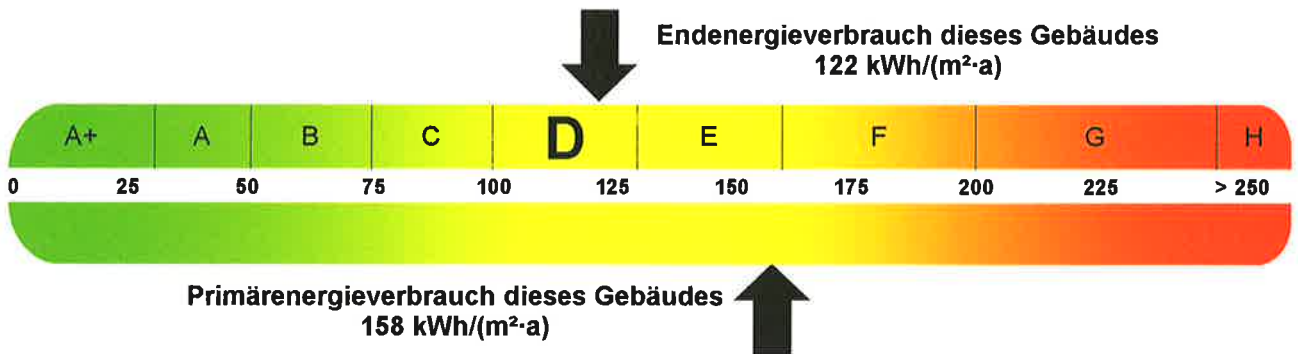 Endenergieverbrauch dieses Gebäudes
122 kWh/(m²·a)
A+ A B C D E F G H
0 25 50 75 100 125 150 175 200 225 > 250
Primärenergieverbrauch dieses Gebäudes
158 kWh/(m²·a)